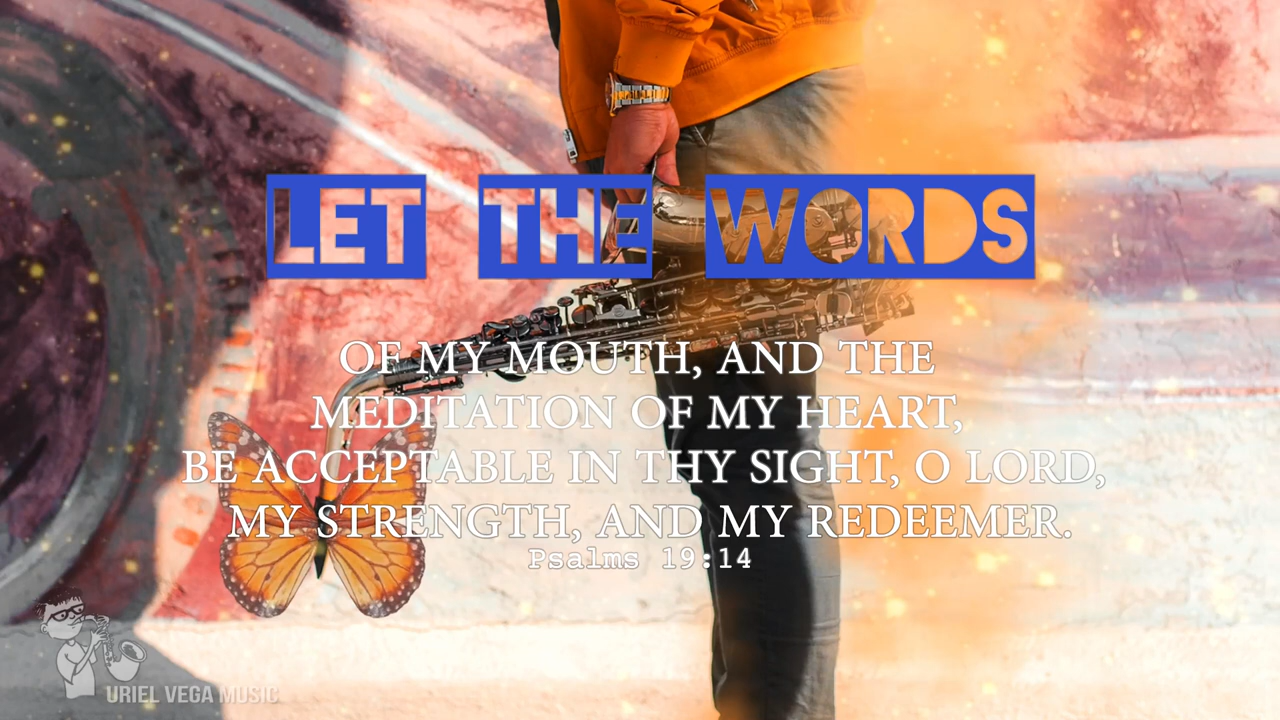 LET THE WORDS
OF MY MOUTH, AND THE
MEDITATION OF MY HEART,
BE ACCEPTABLE IN THY SIGHT, O LORD,
MY STRENGTH, AND MY REDEEMER.
Psalms 19:14
URIEL VEGA MUSIC